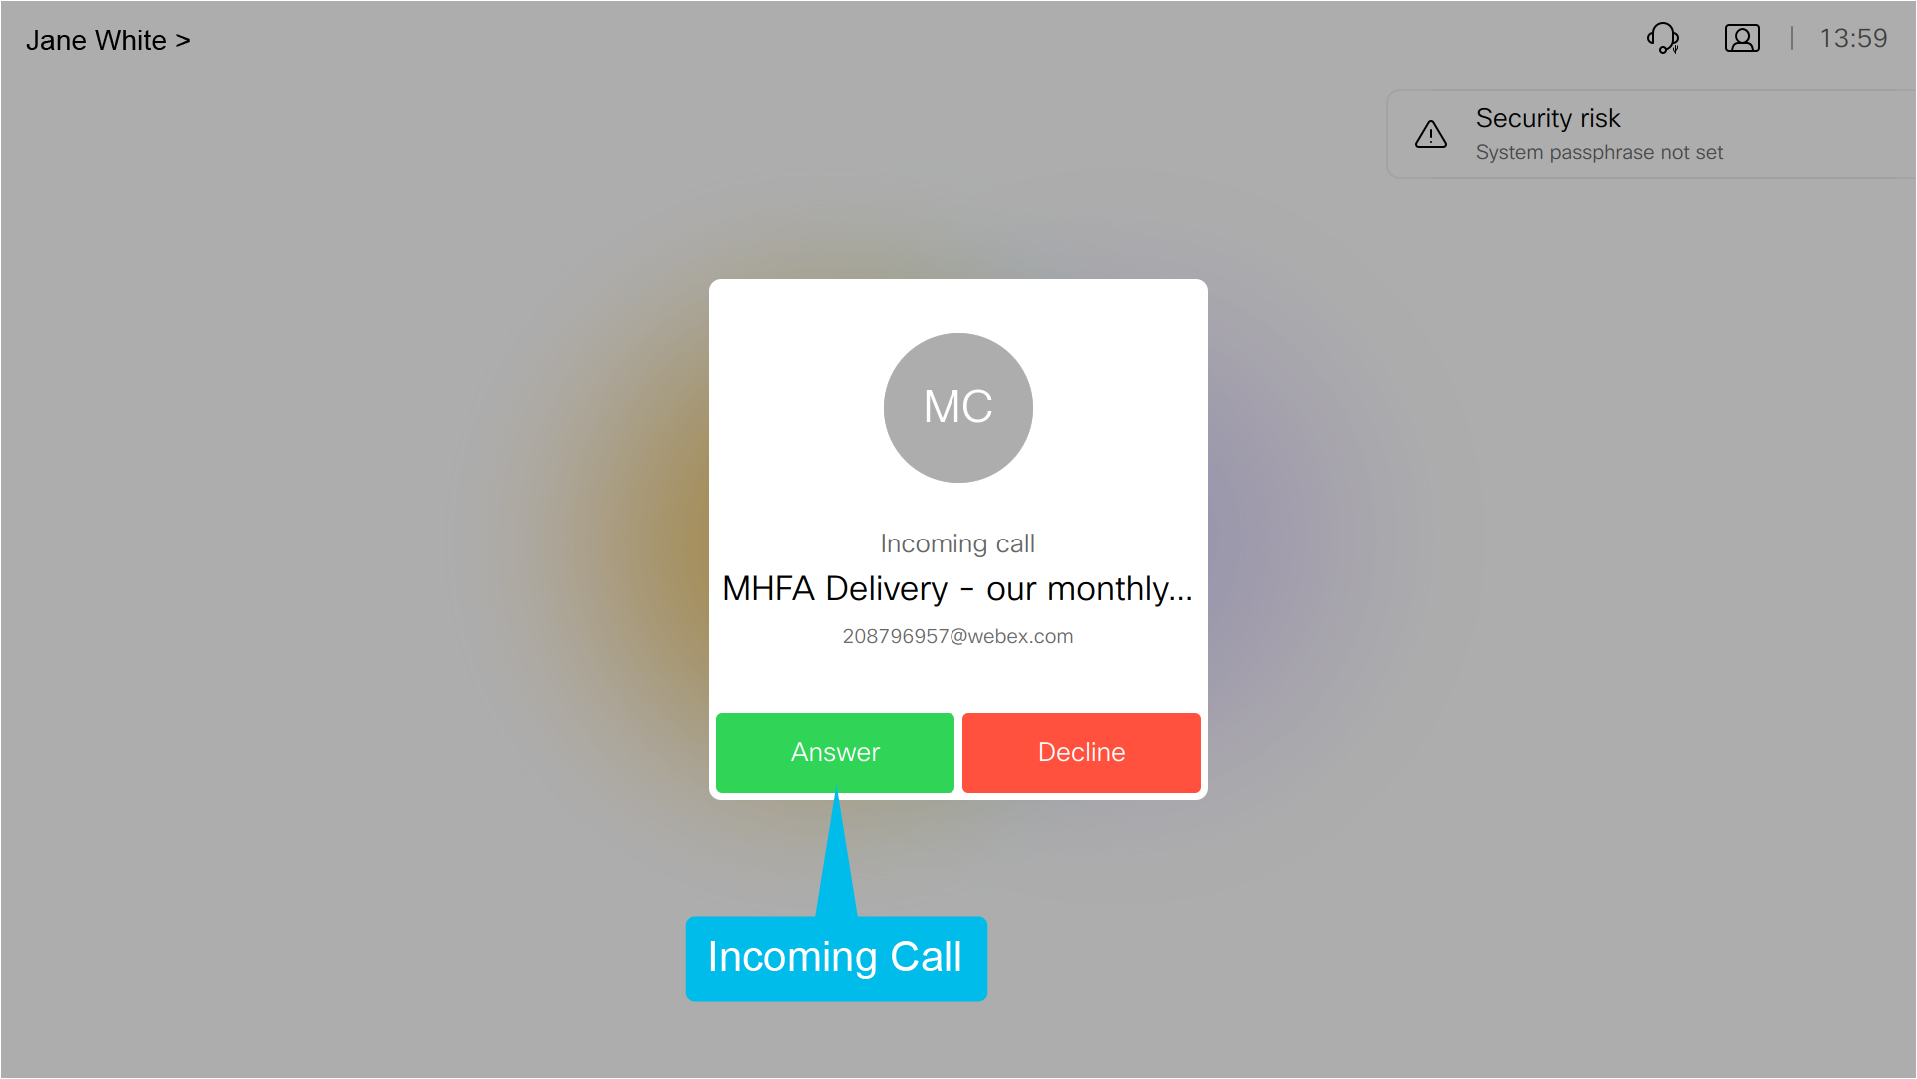 Jane White >
13:59
Security risk
System passphrase not set
MC
Incoming call
MHFA Delivery - our monthly...
208796957@webex.com
Answer
Decline
Incoming Call